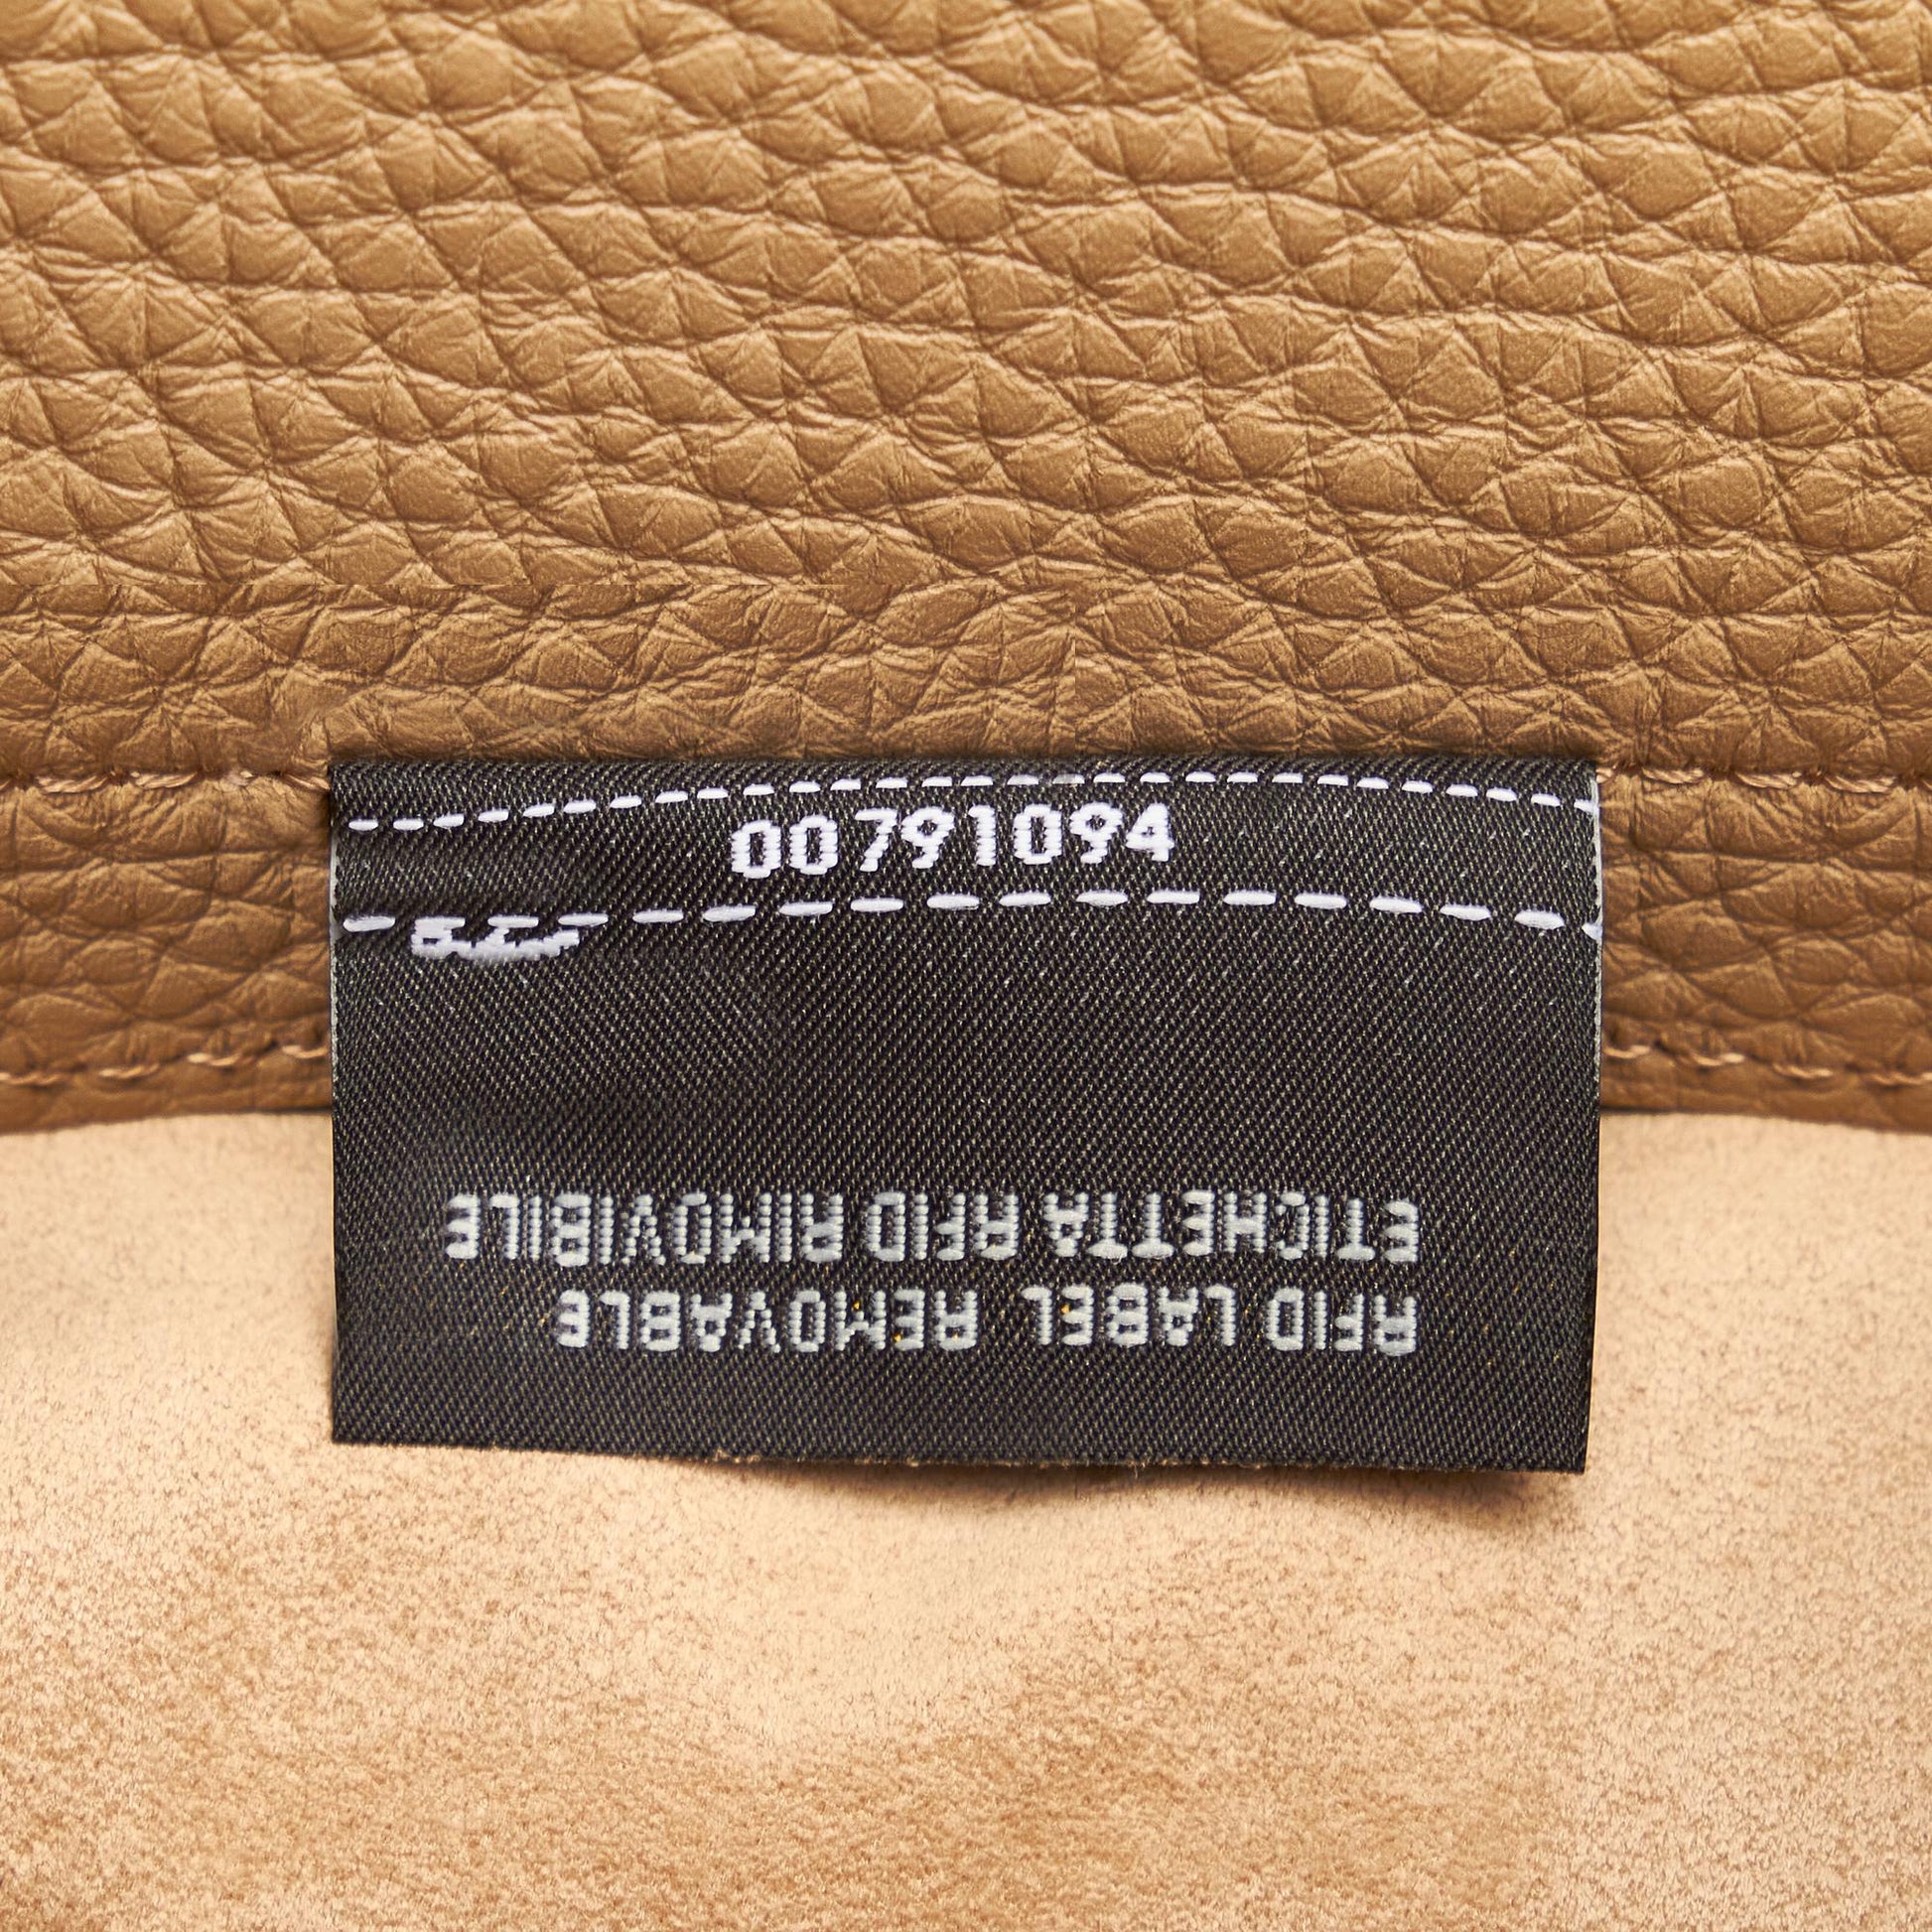 00791094
RFID LABEL REMOVABLE
ETICHETTA RFID RIMOVIBILE